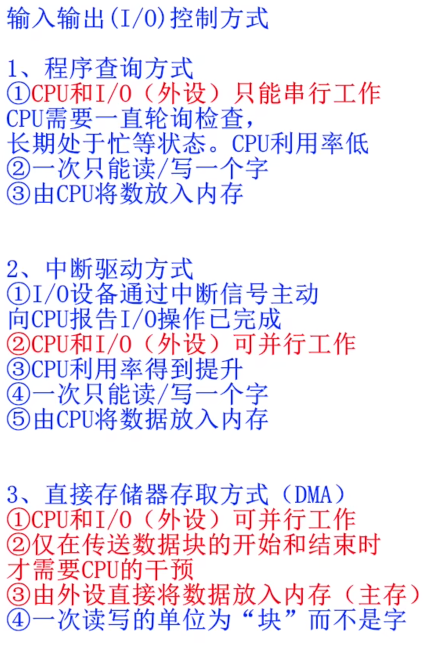 输入输出(I/O)控制方式
1、程序查询方式
①CPU和I/O（外设）只能串行工作
CPU需要一直轮询检查，
长期处于忙等状态。CPU利用率低
②一次只能读/写一个字
③由CPU将数放入内存
2、中断驱动方式
①I/O设备通过中断信号主动
向CPU报告I/O操作已完成
②CPU和I/O（外设）可并行工作
③CPU利用率得到提升
④一次只能读/写一个字
⑤由CPU将数据放入内存
3、直接存储器存取方式（DMA）
①CPU和I/O（外设）可并行工作
②仅在传送数据块的开始和结束时
才需要CPU的干预
③由外设直接将数据放入内存（主存）
④一次读写的单位为“块”而不是字